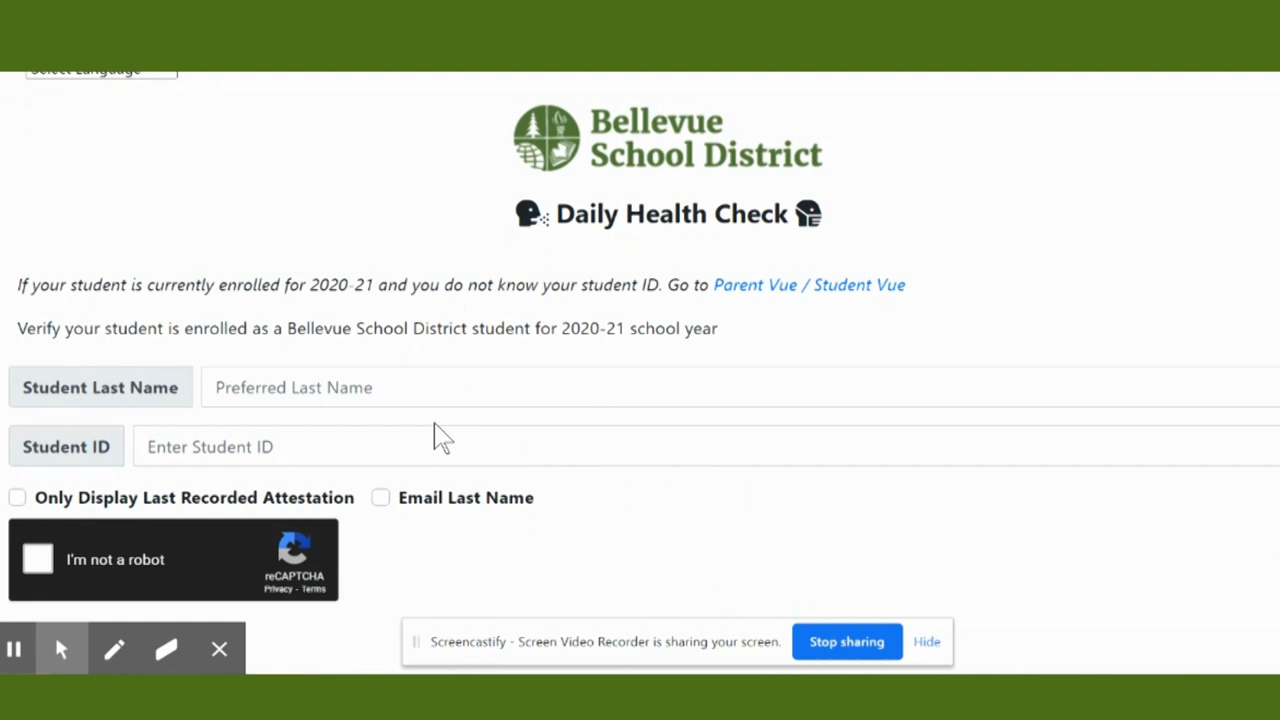 Select Language
Bellevue
School District
Daily Health Check
If your student is currently enrolled for 2020-21 and you do not know your student ID. Go to Parent Vue / Student Vue
Verify your student is enrolled as a Bellevue School District student for 2020-21 school year
Student Last Name Preferred Last Name
Student ID Enter Student ID
Only Display Last Recorded Attestation Email Last Name
I'm not a robot
reCAPTCHA
Privacy - Terms
Screencastify - Screen Video Recorder is sharing your screen. Stop sharing Hide